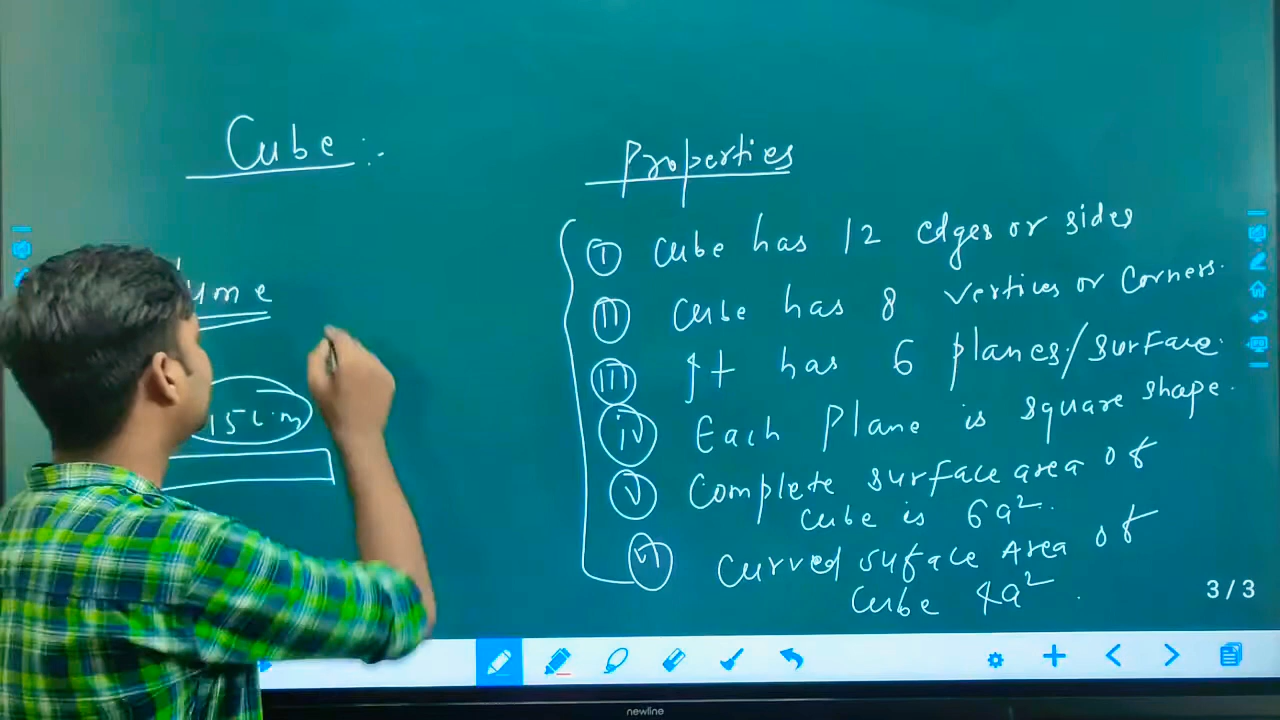 Cube :-
ume
15 cm
Properties
I cube has 12 edges or sides
II Cube has 8 vertices or corners.
III It has 6 planes/surface.
iv Each Plane is square shape.
v Complete surface area of
cube is 6a².
vi Curved suface Area of
cube 4a² .
3/3
newline